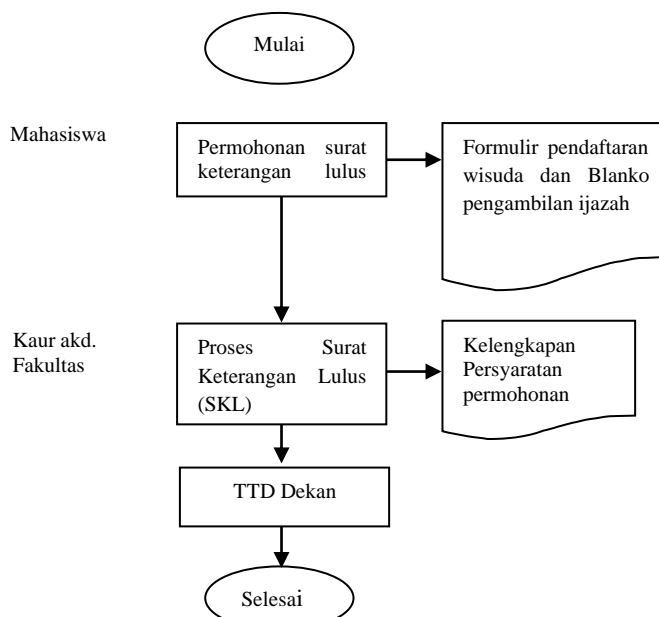 Mulai
Mahasiswa
Permohonan surat
keterangan lulus
Formulir pendaftaran
wisuda dan Blanko
pengambilan ijazah
Kaur akd.
Fakultas
Proses Surat
Keterangan Lulus
(SKL)
Kelengkapan
Persyaratan
permohonan
TTD Dekan
Selesai